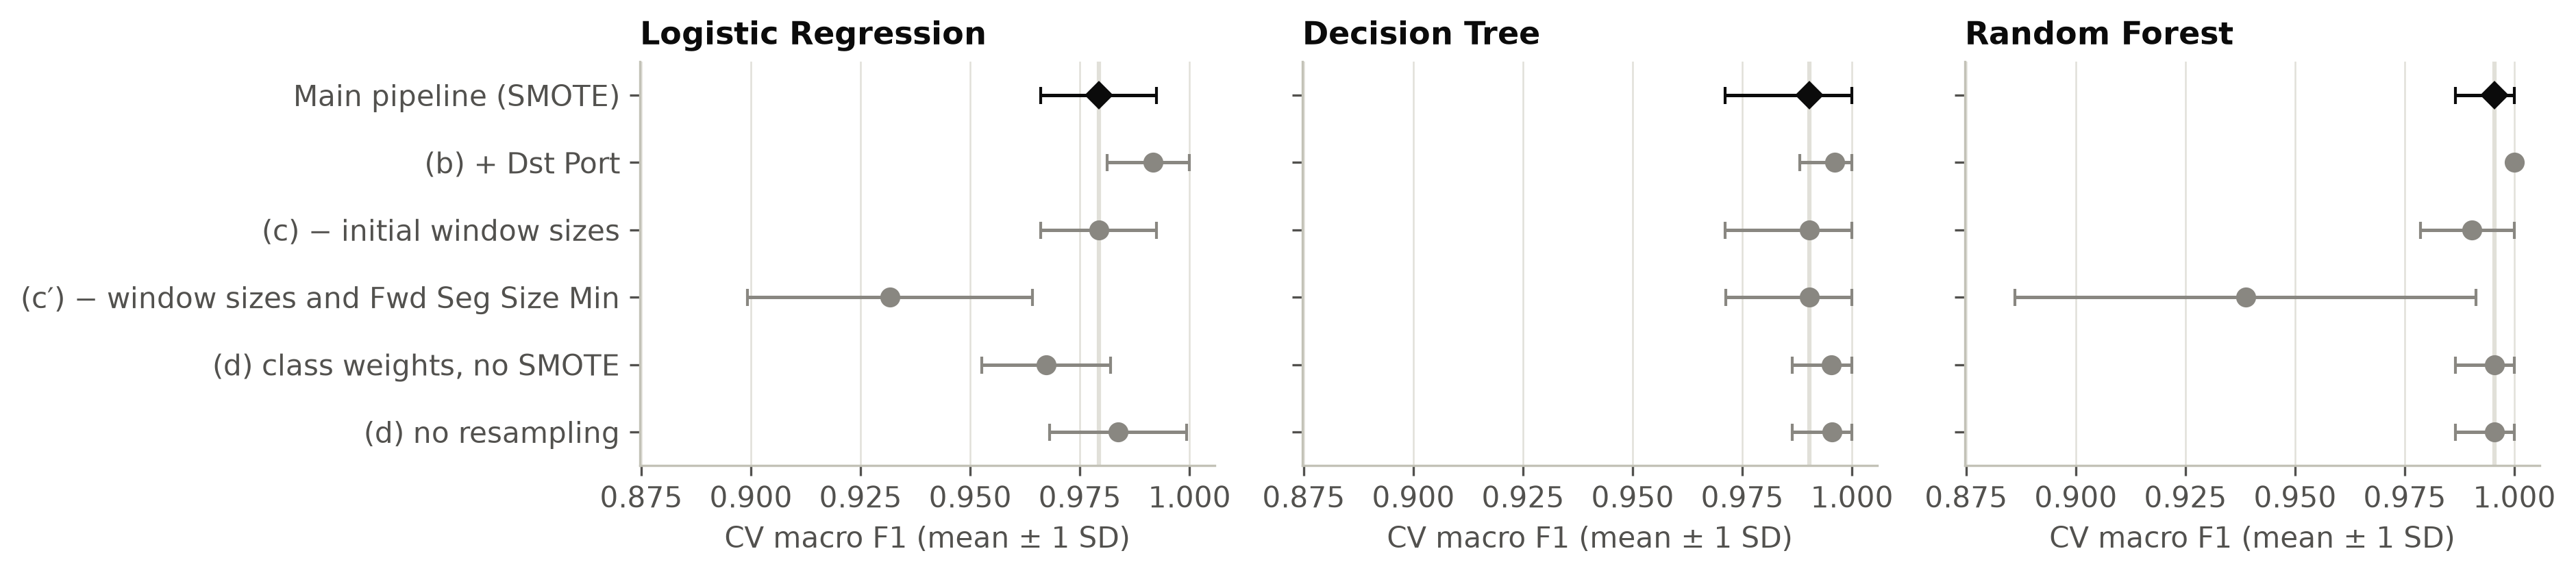 Logistic Regression
Decision Tree
Random Forest
Main pipeline (SMOTE)
(b) + Dst Port
(c) − initial window sizes
(c′) − window sizes and Fwd Seg Size Min
(d) class weights, no SMOTE
(d) no resampling
0.875 0.900 0.925 0.950 0.975 1.000
0.875 0.900 0.925 0.950 0.975 1.000
0.875 0.900 0.925 0.950 0.975 1.000
CV macro F1 (mean ± 1 SD)
CV macro F1 (mean ± 1 SD)
CV macro F1 (mean ± 1 SD)